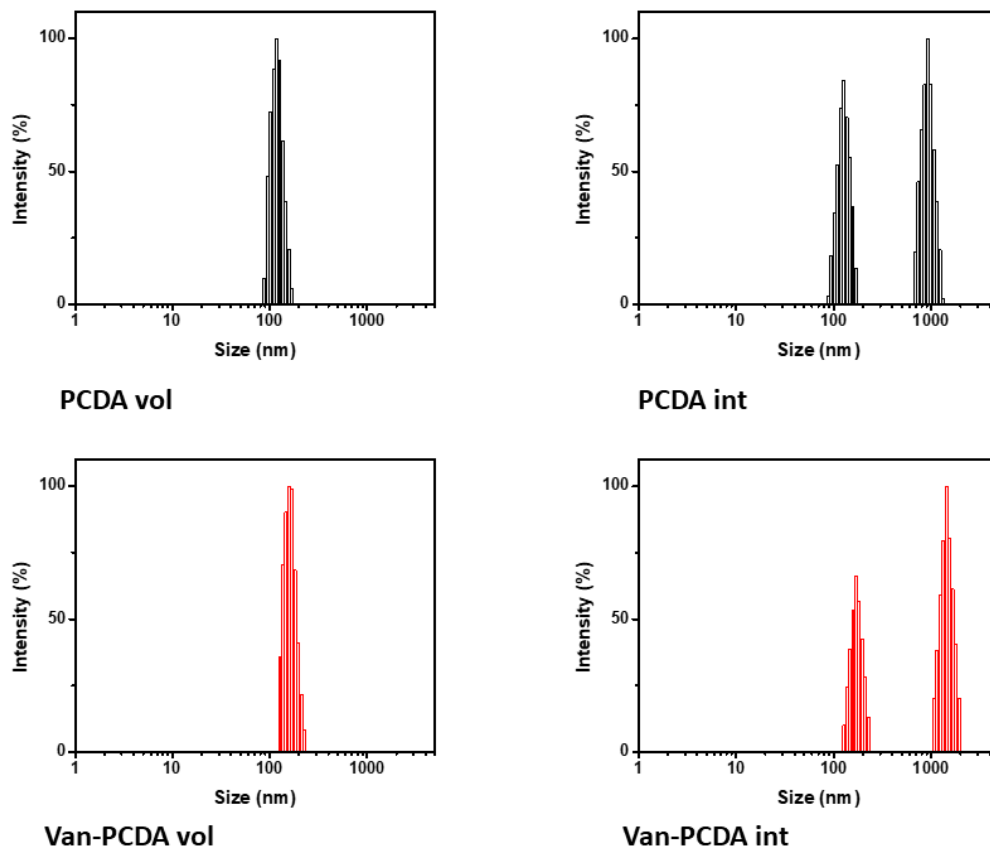 100
50
0
Intensity (%)
1
10
100
1000
Size (nm)
PCDA vol
100
50
0
Intensity (%)
1
10
100
1000
Size (nm)
PCDA int
100
50
0
Intensity (%)
1
10
100
1000
Size (nm)
Van-PCDA vol
100
50
0
Intensity (%)
1
10
100
1000
Size (nm)
Van-PCDA int